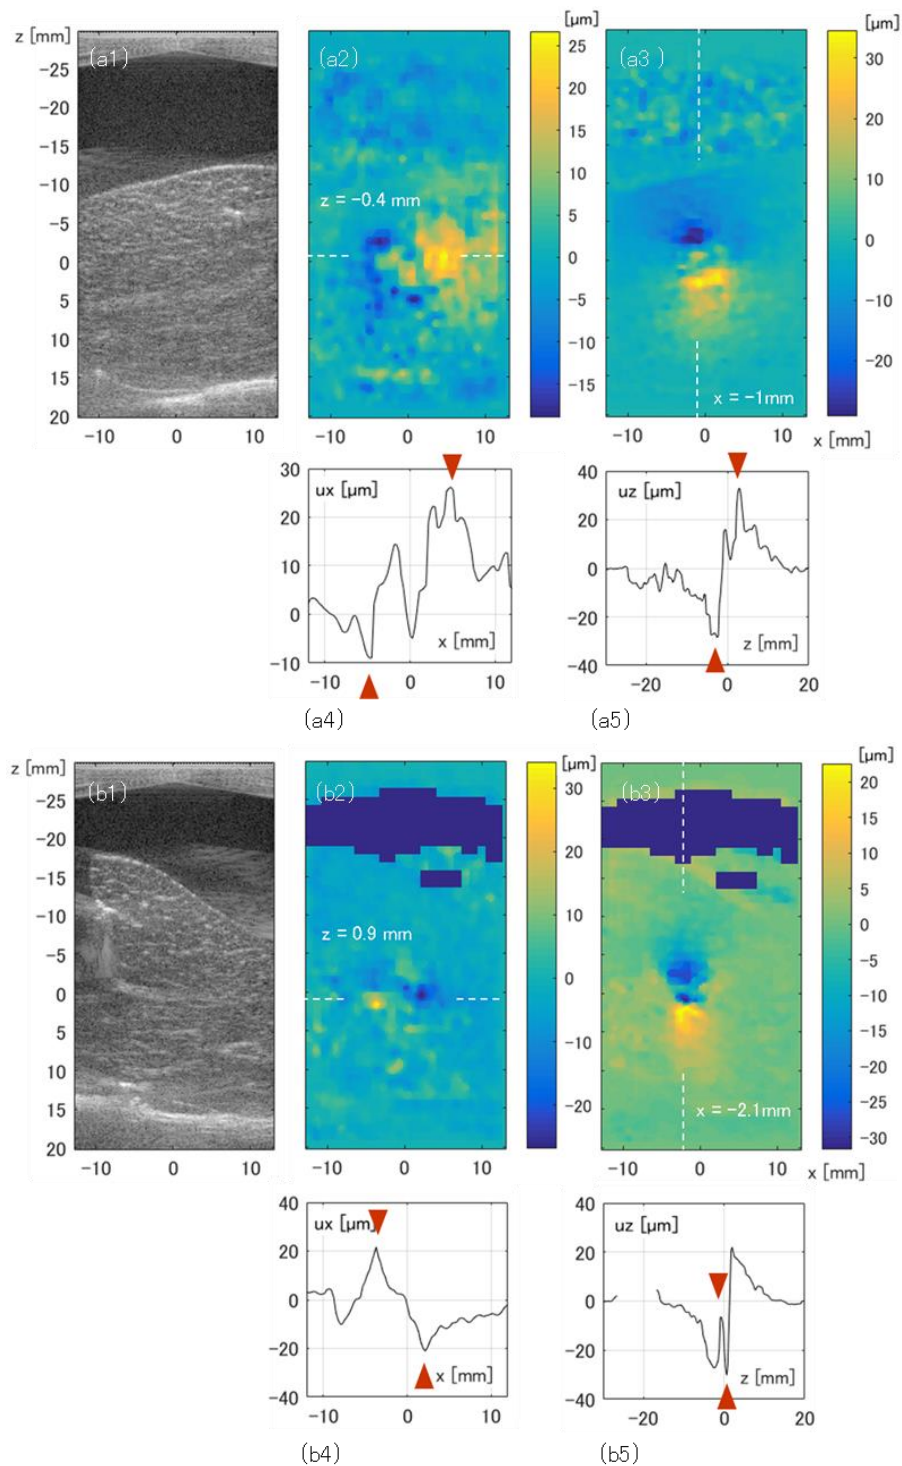 [μm] [μm]
z [mm] (a1) (a2) (a3)
-25 -20 -15 -10 -5 0 5 10 15 20
-10 0 10
z = -0.4 mm
-10 0 10
25 20 15 10 5 0 -5 -10 -15
x = -1mm
-10 0 10 x [mm]
30 20 10 0 -10 -20
ux [μm]
30 20 10 0 -10
x [mm]
-10 0 10
(a4)
uz [μm]
40 20 0 -20 -40
z [mm]
-20 0 20
(a5)
[μm] [μm]
z [mm] (b1) (b2) (b3)
-25 -20 -15 -10 -5 0 5 10 15 20
-10 0 10
z = 0.9 mm
-10 0 10
30 20 10 0 -10 -20
x = -2.1mm
-10 0 10 x [mm]
20 15 10 5 0 -5 -10 -15 -20 -25 -30
ux [μm]
40 20 0 -20 -40
x [mm]
-10 0 10
(b4)
uz [μm]
40 20 0 -20 -40
z [mm]
-20 0 20
(b5)